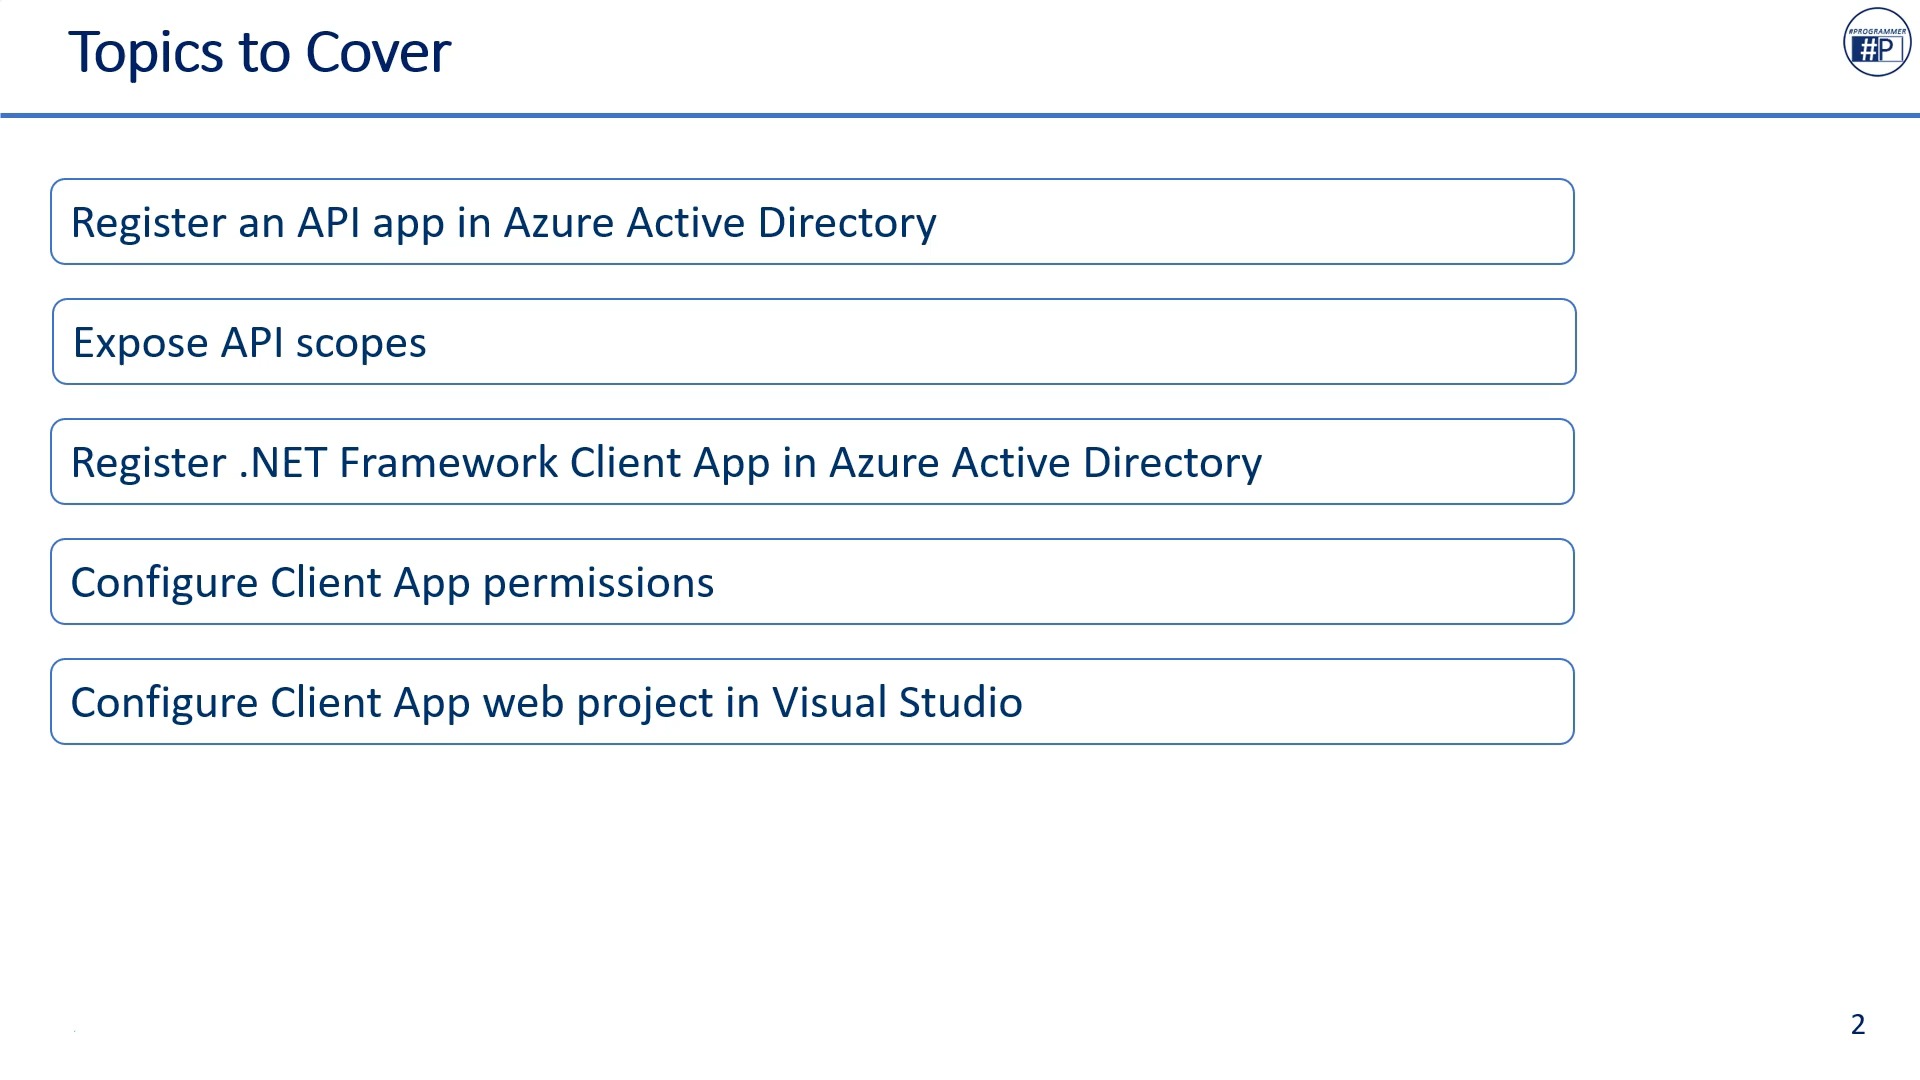 Topics to Cover
#PROGRAMMER
#P
Register an API app in Azure Active Directory
Expose API scopes
Register .NET Framework Client App in Azure Active Directory
Configure Client App permissions
Configure Client App web project in Visual Studio
2